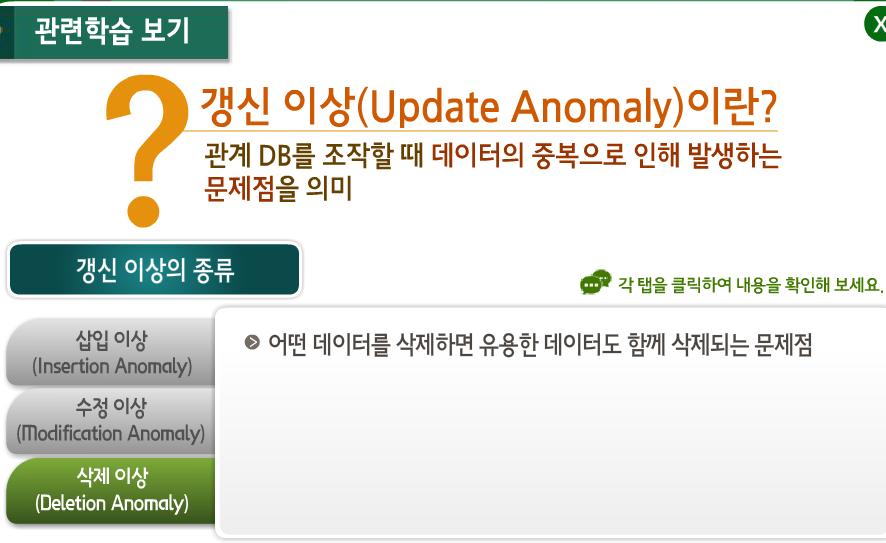 관련학습 보기
X
?
갱신 이상(Update Anomaly)이란?
관계 DB를 조작할 때 데이터의 중복으로 인해 발생하는
문제점을 의미
갱신 이상의 종류
각 탭을 클릭하여 내용을 확인해 보세요.
삽입 이상
(Insertion Anomaly)
어떤 데이터를 삭제하면 유용한 데이터도 함께 삭제되는 문제점
수정 이상
(Modification Anomaly)
삭제 이상
(Deletion Anomaly)